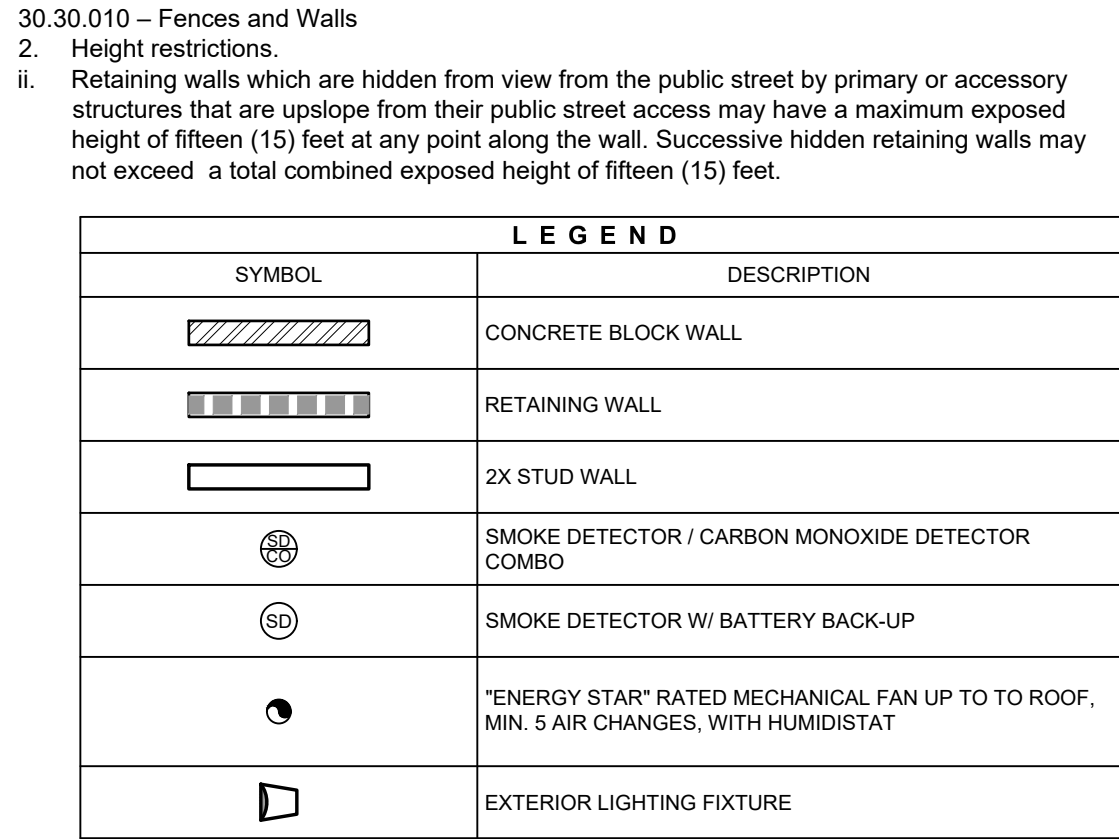 30.30.010 – Fences and Walls
2. Height restrictions.
ii. Retaining walls which are hidden from view from the public street by primary or accessory
structures that are upslope from their public street access may have a maximum exposed
height of fifteen (15) feet at any point along the wall. Successive hidden retaining walls may
not exceed a total combined exposed height of fifteen (15) feet.
LEGEND
SYMBOL DESCRIPTION
CONCRETE BLOCK WALL
RETAINING WALL
2X STUD WALL
SD
CO
SMOKE DETECTOR / CARBON MONOXIDE DETECTOR
COMBO
SD SMOKE DETECTOR W/ BATTERY BACK-UP
"ENERGY STAR" RATED MECHANICAL FAN UP TO TO ROOF,
MIN. 5 AIR CHANGES, WITH HUMIDISTAT
EXTERIOR LIGHTING FIXTURE